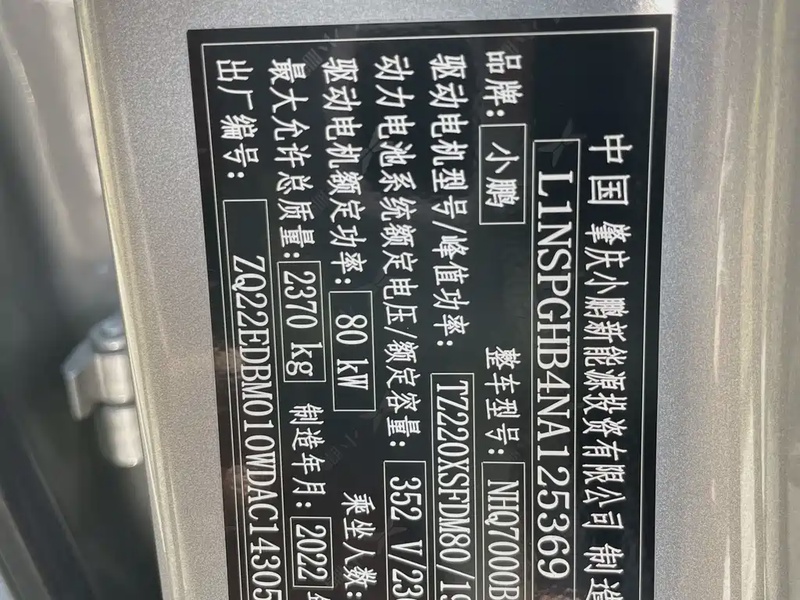 中国 肇庆小鹏新能源投资有限公司 制造
L1NSPGHB4NA125369
品牌: 小鹏 整车型号: NHQ7000B
驱动电机型号/峰值功率: TZ220XSFDM80/19
动力电池系统额定电压/额定容量: 352 V/230
驱动电机额定功率: 80 kW 乘坐人数:
最大允许总质量: 2370 kg 制造年月: 2022
出厂编号: ZQ22EDBM010WDAC14305